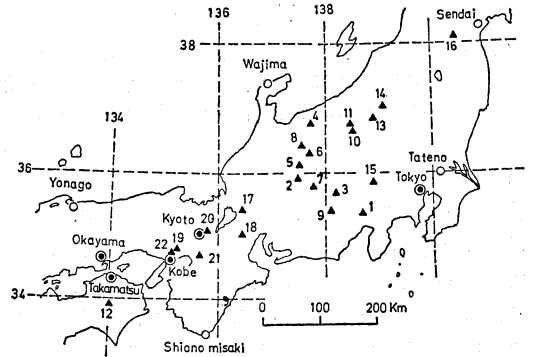 136
138
Sendai
38
16
Wajima
14
134
4
11
13
8
6
10
36
5
15
Tateno
2
7
3
Tokyo
Yonago
17
9
1
Kyoto
20
18
Okayama
22
19
21
Kobe
Takamatsu
34
12
0
100
200 Km
Shiono misaki